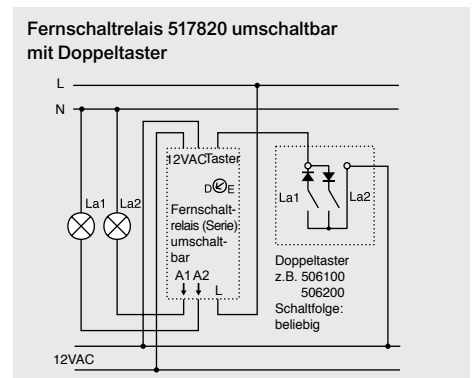 Fernschaltrelais 517820 umschaltbar
mit Doppeltaster
L
N
12VAC Taster
D E
La1 La2
Fernschalt-
relais (Serie)
umschalt-
bar
A1 A2
L
La1 La2
Doppeltaster
z.B. 506100
506200
Schaltfolge:
beliebig
12VAC